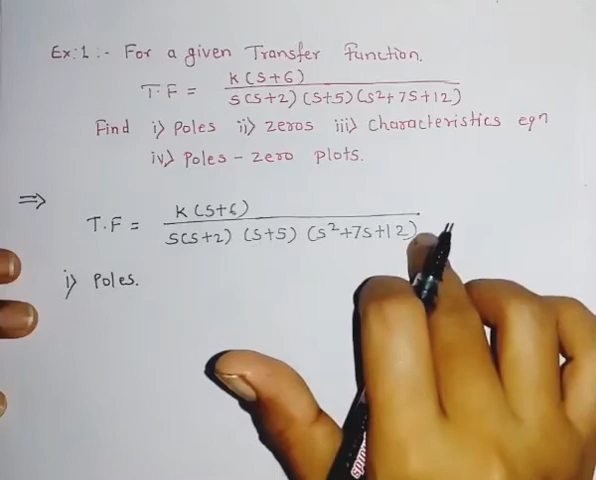 Ex:1:- For a given Transfer Function.
T.F = K(S+6) / S(S+2)(S+5)(S²+7S+12)
Find i) Poles ii) Zeros iii) Characteristics eqn
iv) Poles - Zero Plots.
⇒ T.F = K(S+6) / S(S+2) (S+5) (S²+7S+12)
i) Poles.